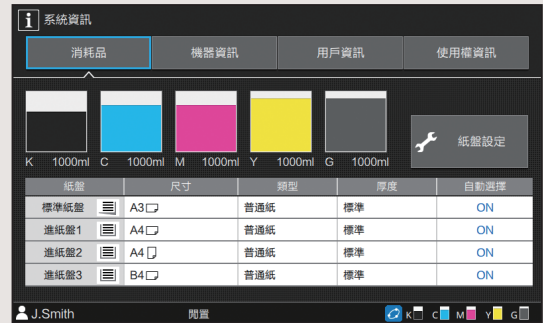 系統資訊
消耗品 機器資訊 用戶資訊 使用權資訊
K 1000ml C 1000ml M 1000ml Y 1000ml G 1000ml
紙盤設定
紙盤 尺寸 類型 厚度 自動選擇
標準紙盤 A3 普通紙 標準 ON
進紙盤1 A4 普通紙 標準 ON
進紙盤2 A4 普通紙 標準 ON
進紙盤3 B4 普通紙 標準 ON
J.Smith 閒置 K C M Y G